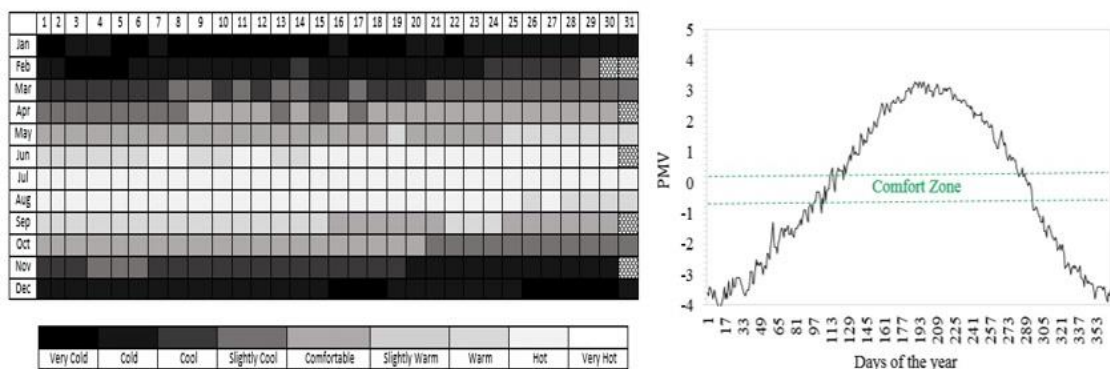 1 2 3 4 5 6 7 8 9 10 11 12 13 14 15 16 17 18 19 20 21 22 23 24 25 26 27 28 29 30 31
Jan
Feb
Mar
Apr
May
Jun
Jul
Aug
Sep
Oct
Nov
Dec
Very Cold Cold Cool Slightly Cool Comfortable Slightly Warm Warm Hot Very Hot
5
4
3
2
1
0
-1
-2
-3
-4
PMV
Comfort Zone
1 17 33 49 65 81 97 113 129 145 161 177 193 209 225 241 257 273 289 305 321 337 353
Days of the year